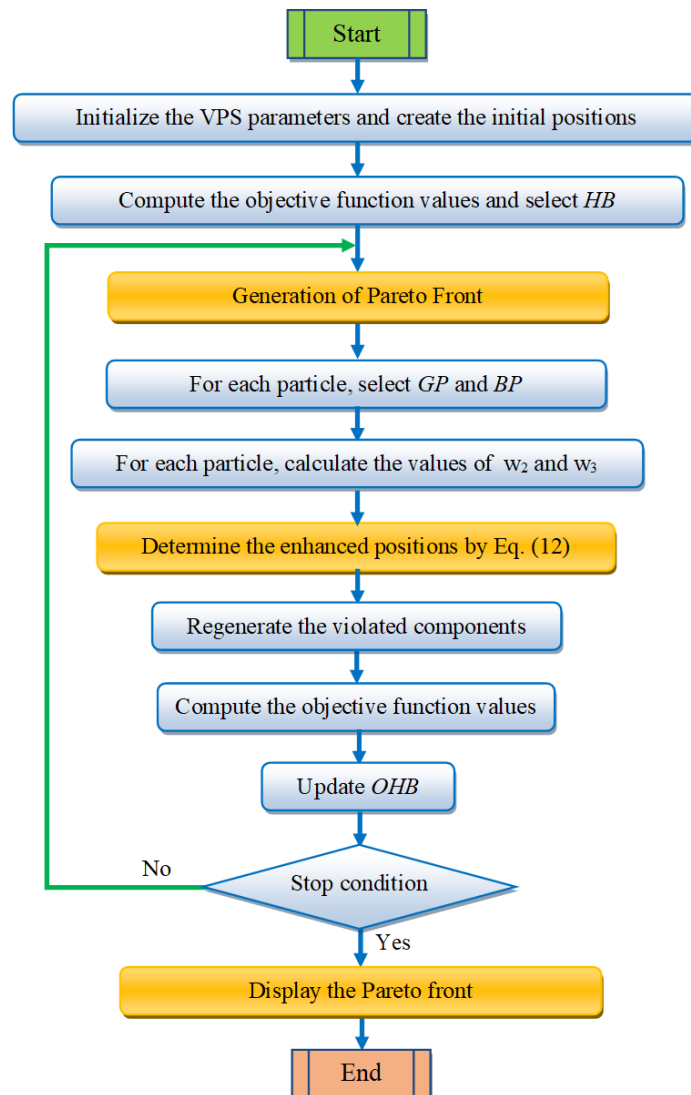 Start
Initialize the VPS parameters and create the initial positions
Compute the objective function values and select HB
Generation of Pareto Front
For each particle, select GP and BP
For each particle, calculate the values of w₂ and w₃
Determine the enhanced positions by Eq. (12)
Regenerate the violated components
Compute the objective function values
Update OHB
No
Stop condition
Yes
Display the Pareto front
End